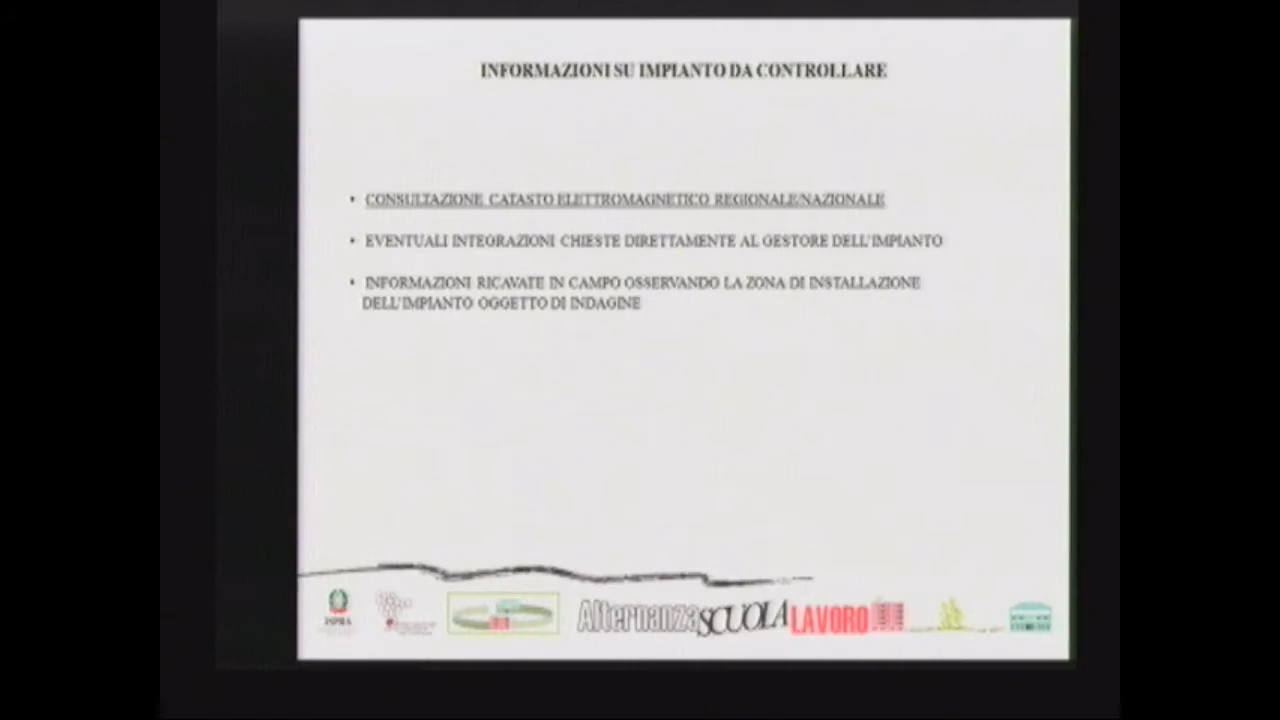 INFORMAZIONI SU IMPIANTO DA CONTROLLARE
• CONSULTAZIONE CATASTO ELETTROMAGNETICO REGIONALE/NAZIONALE
• EVENTUALI INTEGRAZIONI CHIESTE DIRETTAMENTE AL GESTORE DELL'IMPIANTO
• INFORMAZIONI RICAVATE IN CAMPO OSSERVANDO LA ZONA DI INSTALLAZIONE
DELL'IMPIANTO OGGETTO DI INDAGINE
ISPRA
AlternanzaSCUOLALAVORO